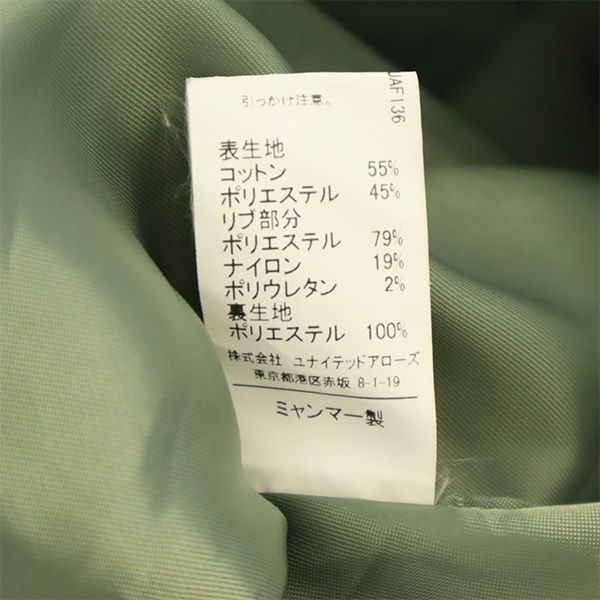 引っかけ注意。
UAF136
表生地
コットン 55%
ポリエステル 45%
リブ部分
ポリエステル 79%
ナイロン 19%
ポリウレタン 2%
裏生地
ポリエステル 100%
株式会社 ユナイテッドアローズ
東京都港区赤坂 8-1-19
ミャンマー製